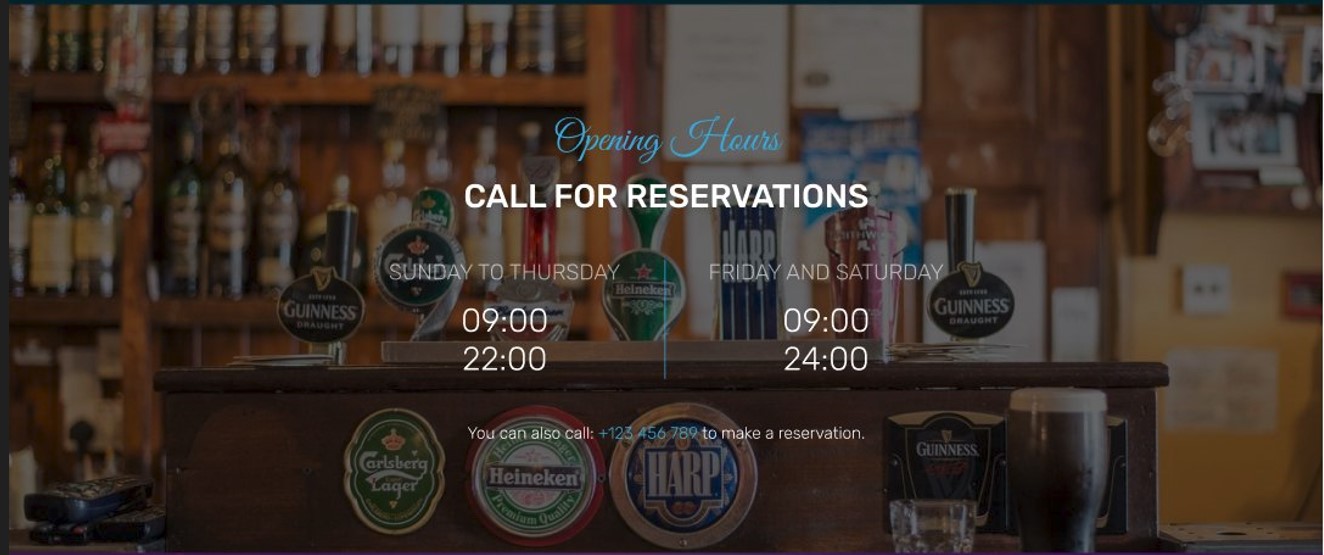 Opening Hours
CALL FOR RESERVATIONS
SUNDAY TO THURSDAY
FRIDAY AND SATURDAY
09:00
22:00
09:00
24:00
You can also call: +123 456 789 to make a reservation.
GUINNESS
DRAUGHT
Carlsberg
Heineken
HARP
GUINNESS
DRAUGHT
Carlsberg
Lager
Heineken
Premium Quality
HARP
GUINNESS